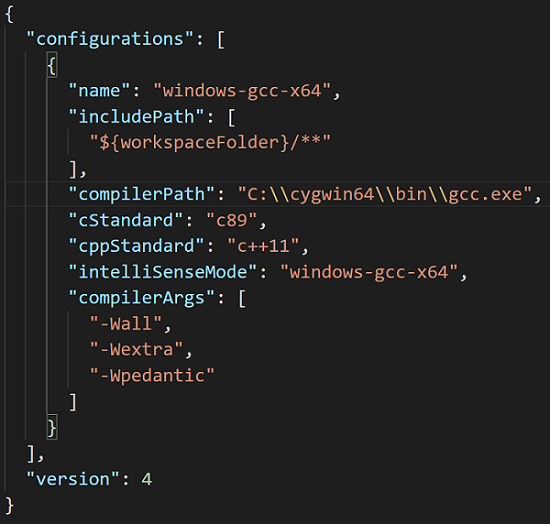 {
  "configurations": [
    {
      "name": "windows-gcc-x64",
      "includePath": [
        "${workspaceFolder}/**"
      ],
      "compilerPath": "C:\\cygwin64\\bin\\gcc.exe",
      "cStandard": "c89",
      "cppStandard": "c++11",
      "intelliSenseMode": "windows-gcc-x64",
      "compilerArgs": [
        "-Wall",
        "-Wextra",
        "-Wpedantic"
      ]
    }
  ],
  "version": 4
}